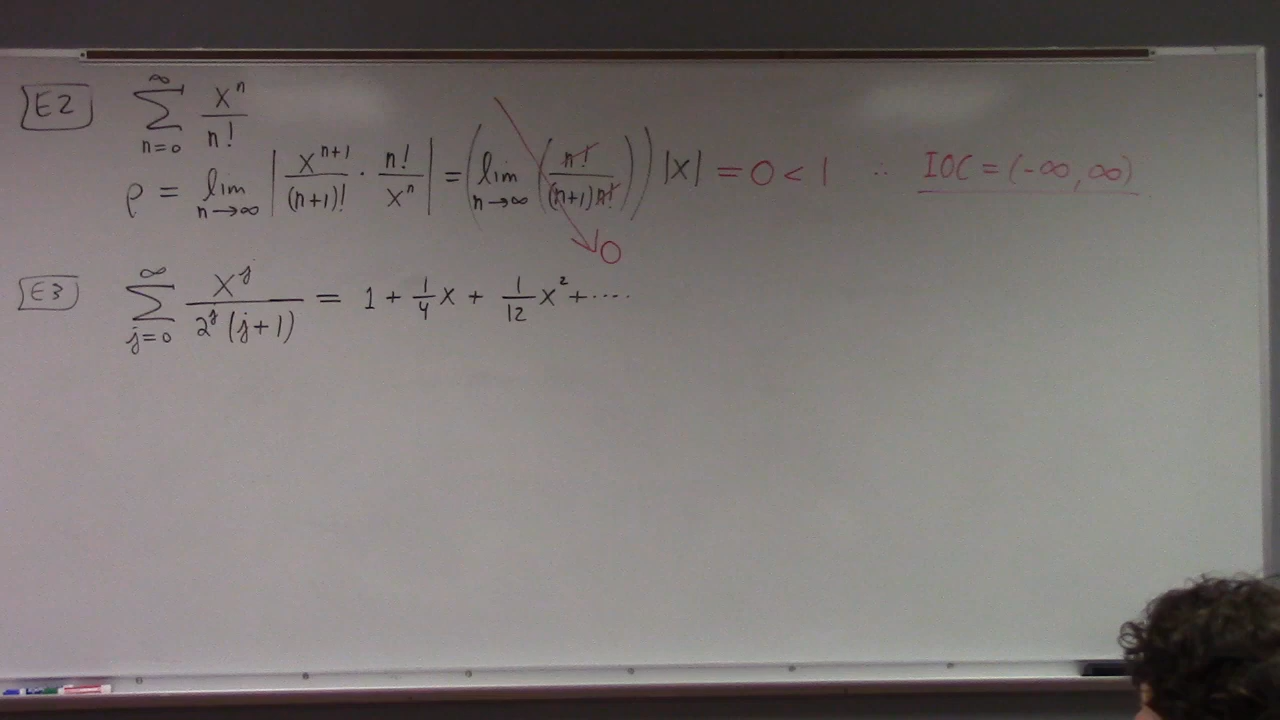 E2 ∑_{n=0}^{∞} x^n / n!
ρ = lim_{n→∞} | x^{n+1} / (n+1)! · n! / x^n | = ( lim_{n→∞} ( n! / (n+1)n! ) ) |x| = 0 < 1 ∴ IOC = (-∞, ∞)
0
E3 ∑_{j=0}^{∞} x^j / 2^j (j+1) = 1 + 1/4 x + 1/12 x^2 + ....